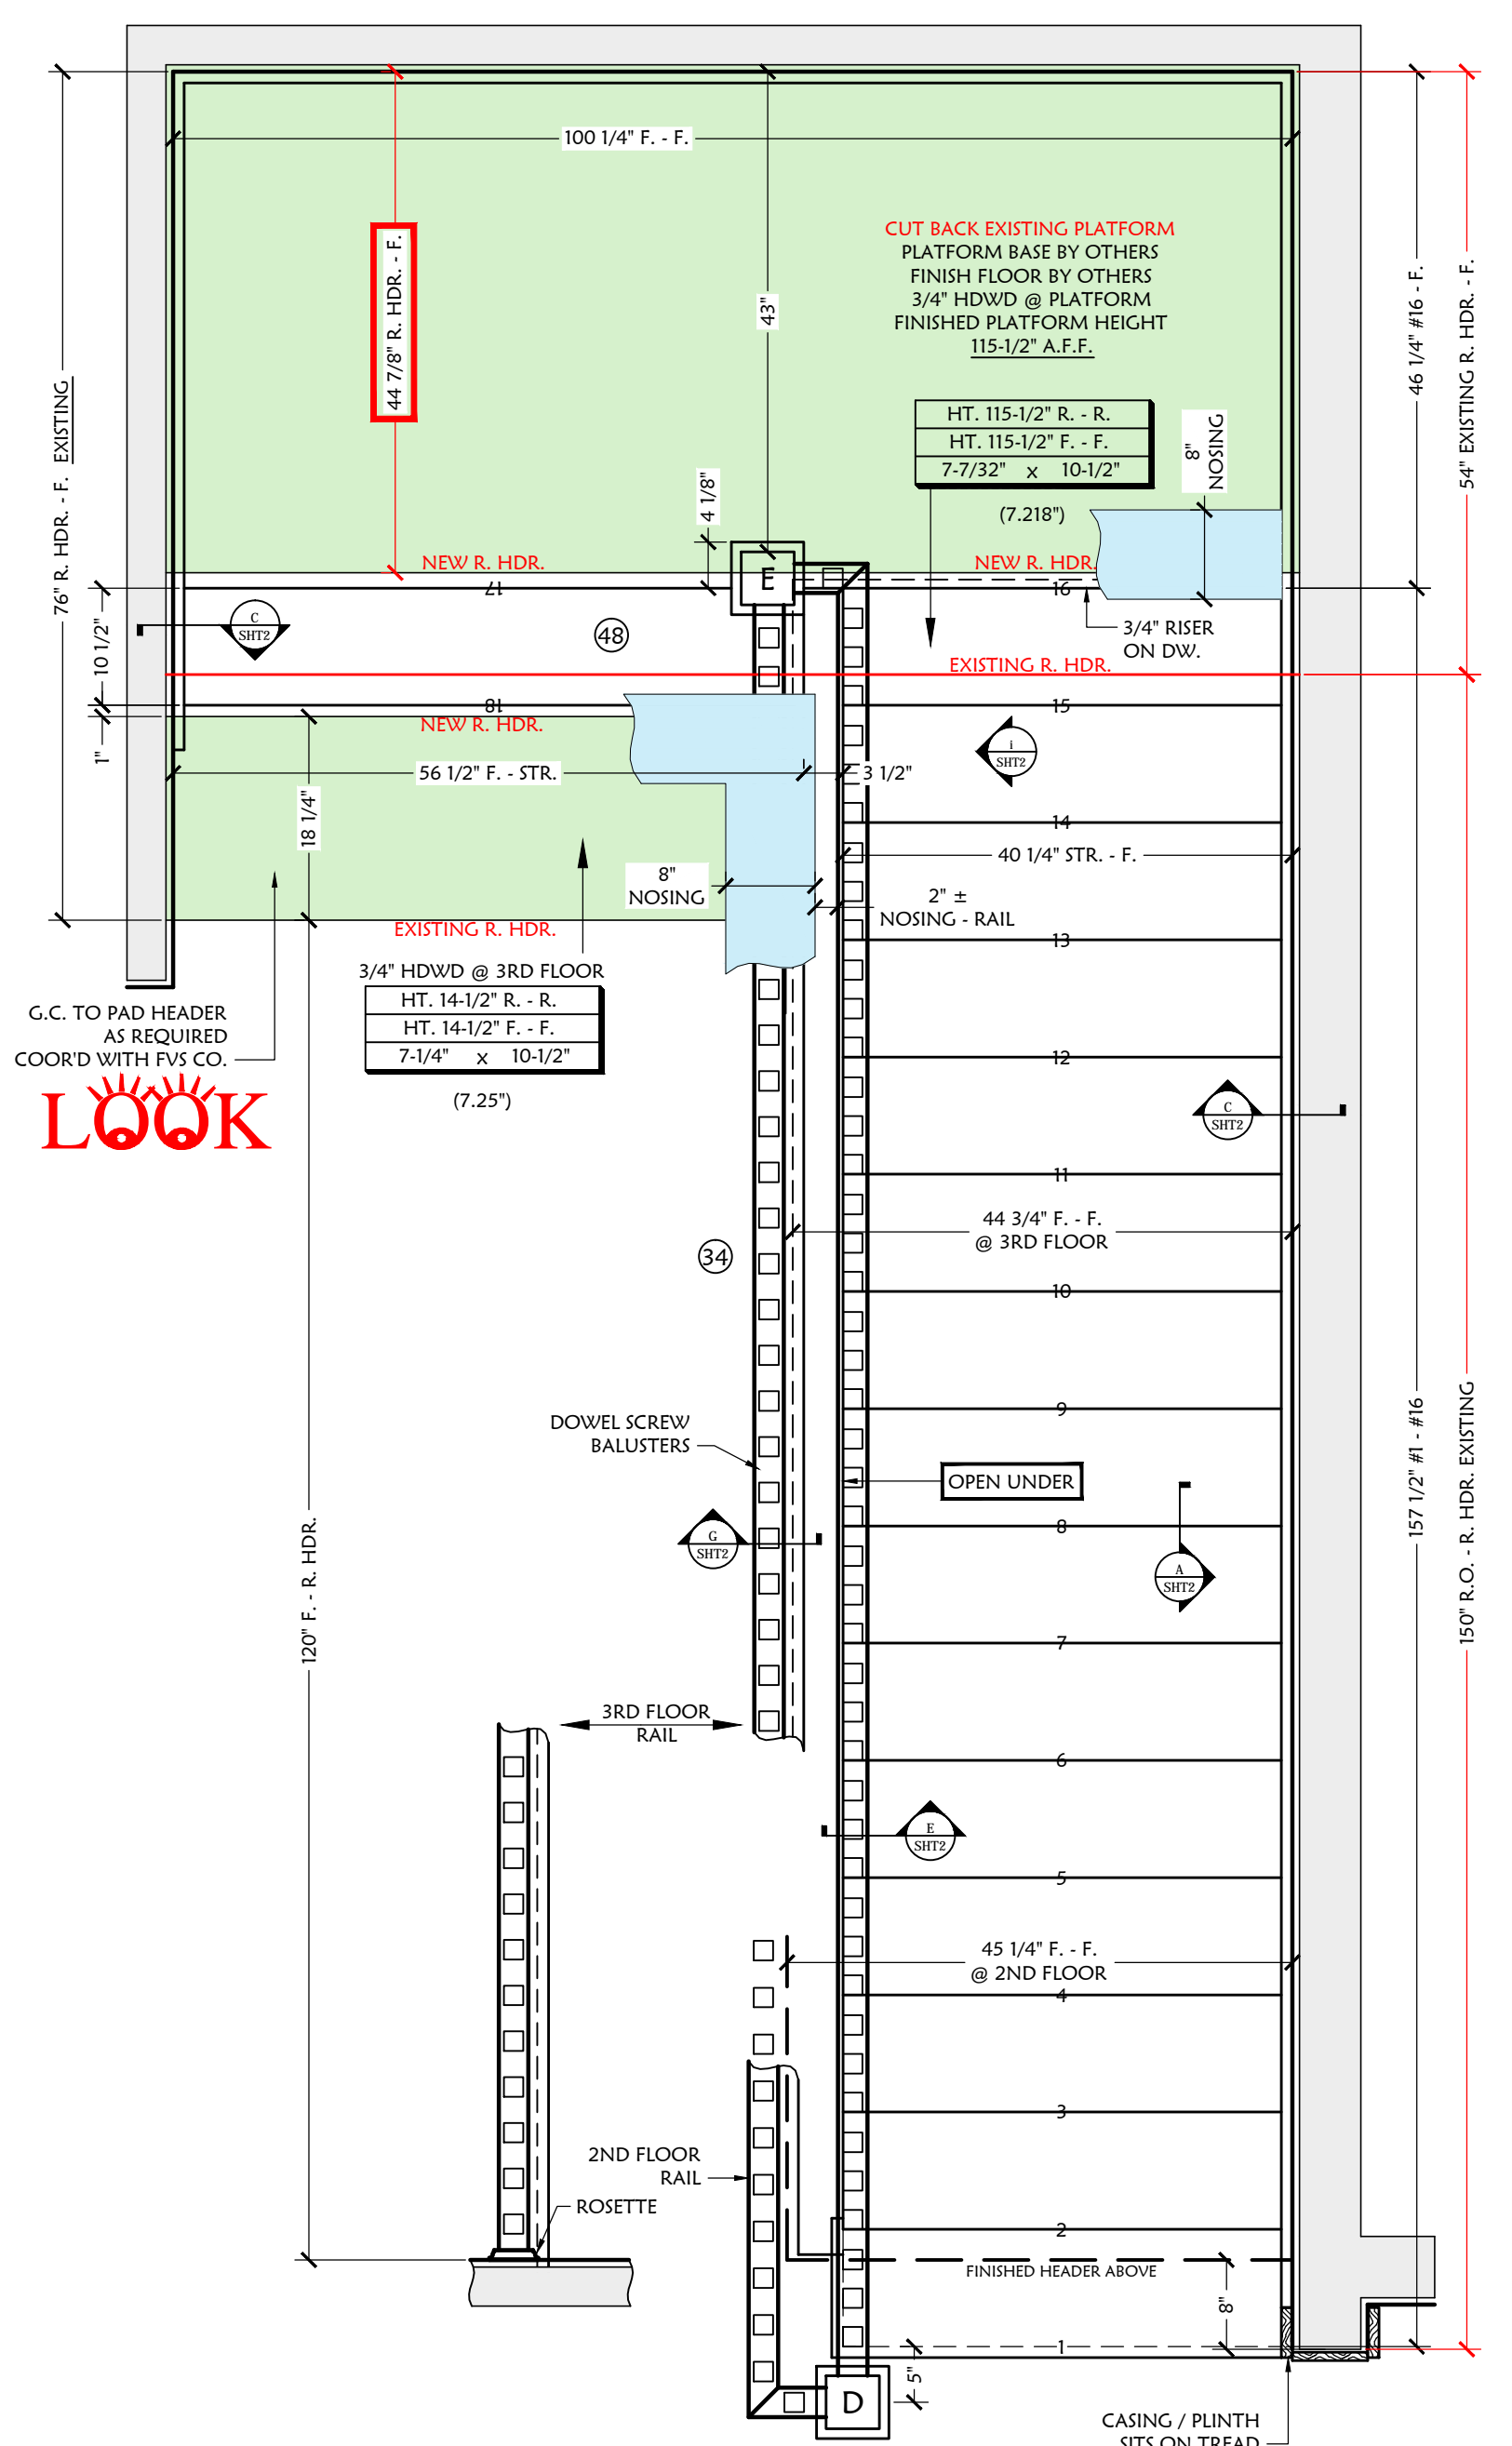 100 1/4" F. - F.
44 7/8" R. HDR. - F.
43"
CUT BACK EXISTING PLATFORM
PLATFORM BASE BY OTHERS
FINISH FLOOR BY OTHERS
3/4" HDWD @ PLATFORM
FINISHED PLATFORM HEIGHT
115-1/2" A.F.F.
46 1/4" #16 - F.
54" EXISTING R. HDR. - F.
76" R. HDR. - F. EXISTING
HT. 115-1/2" R. - R.
HT. 115-1/2" F. - F.
7-7/32" x 10-1/2"
(7.218")
8"
NOSING
4 1/8"
NEW R. HDR.
NEW R. HDR.
E
17
16
10 1/2"
C
SHT2
48
3/4" RISER
ON DW.
EXISTING R. HDR.
18
15
NEW R. HDR.
1"
i
SHT2
56 1/2" F. - STR.
3 1/2"
18 1/4"
14
40 1/4" STR. - F.
8"
NOSING
2" ±
NOSING - RAIL
EXISTING R. HDR.
13
3/4" HDWD @ 3RD FLOOR
HT. 14-1/2" R. - R.
HT. 14-1/2" F. - F.
7-1/4" x 10-1/2"
(7.25")
G.C. TO PAD HEADER
AS REQUIRED
COOR'D WITH FVS CO.
LOOK
12
C
SHT2
11
44 3/4" F. - F.
@ 3RD FLOOR
34
10
9
DOWEL SCREW
BALUSTERS
OPEN UNDER
157 1/2" #1 - #16
150" R.O. - R. HDR. EXISTING
8
G
SHT2
A
SHT2
120" F. - R. HDR.
7
3RD FLOOR
RAIL
6
E
SHT2
5
45 1/4" F. - F.
@ 2ND FLOOR
4
3
2ND FLOOR
RAIL
ROSETTE
2
FINISHED HEADER ABOVE
8"
1
5"
D
CASING / PLINTH
SITS ON TREAD